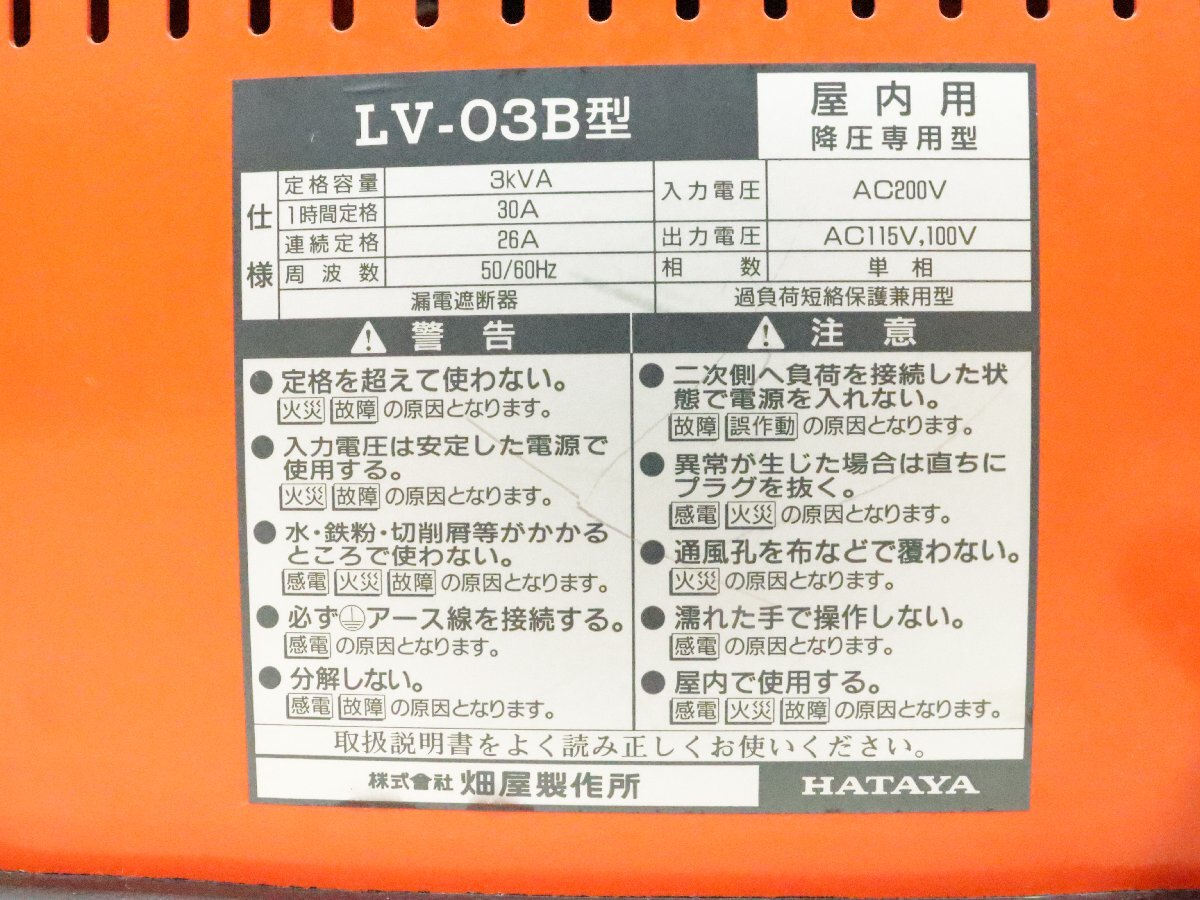 LV-03B型
屋内用
降圧専用型
仕様
定格容量 3kVA
1時間定格 30A
連続定格 26A
周波数 50/60Hz
入力電圧 AC200V
出力電圧 AC115V,100V
相数 単相
漏電遮断器 過負荷短絡保護兼用型
警告
●定格を超えて使わない。
火災 故障 の原因となります。
●入力電圧は安定した電源で
使用する。
火災 故障 の原因となります。
●水・鉄粉・切削屑等がかかる
ところで使わない。
感電 火災 故障 の原因となります。
●必ずアース線を接続する。
感電 の原因となります。
●分解しない。
感電 故障 の原因となります。
注意
●二次側へ負荷を接続した状
態で電源を入れない。
故障 誤作動 の原因となります。
●異常が生じた場合は直ちに
プラグを抜く。
感電 火災 の原因となります。
●通風孔を布などで覆わない。
火災 の原因となります。
●濡れた手で操作しない。
感電 の原因となります。
●屋内で使用する。
感電 火災 故障 の原因となります。
取扱説明書をよく読み正しくお使いください。
株式會社 畑屋製作所
HATAYA